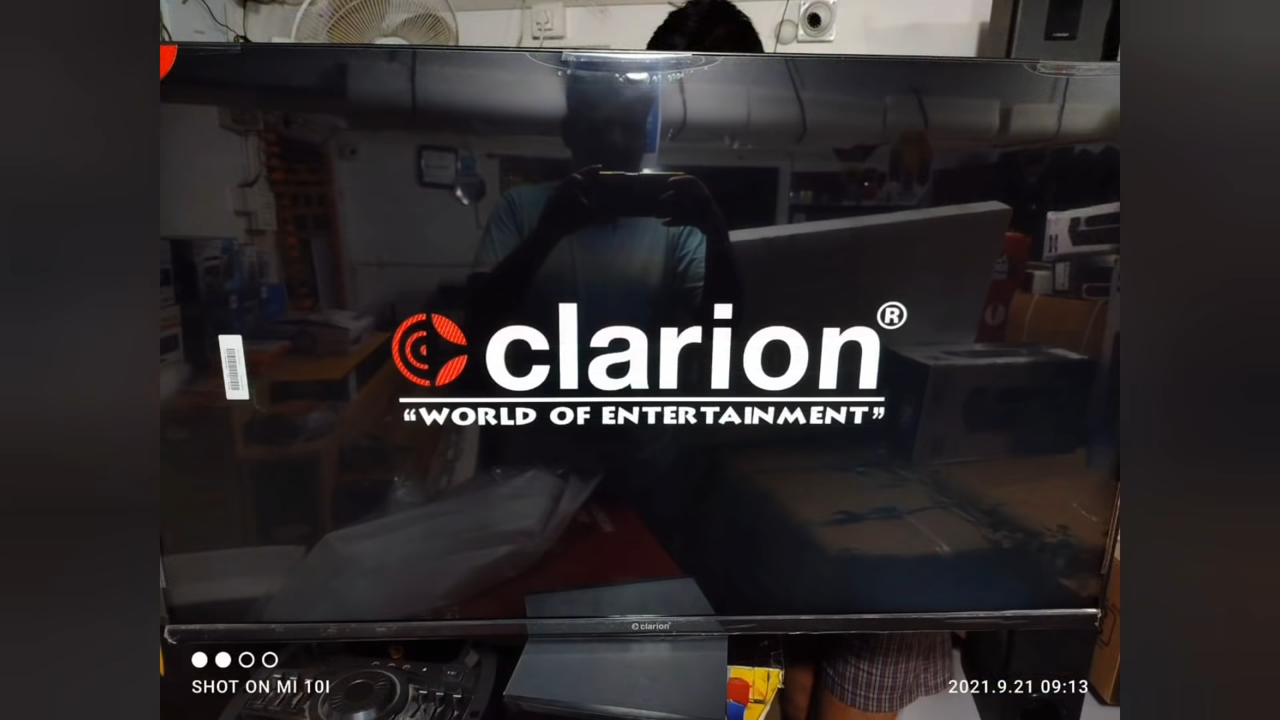 clarion®
“WORLD OF ENTERTAINMENT”
clarion
SHOT ON MI 10I
2021.9.21 09:13